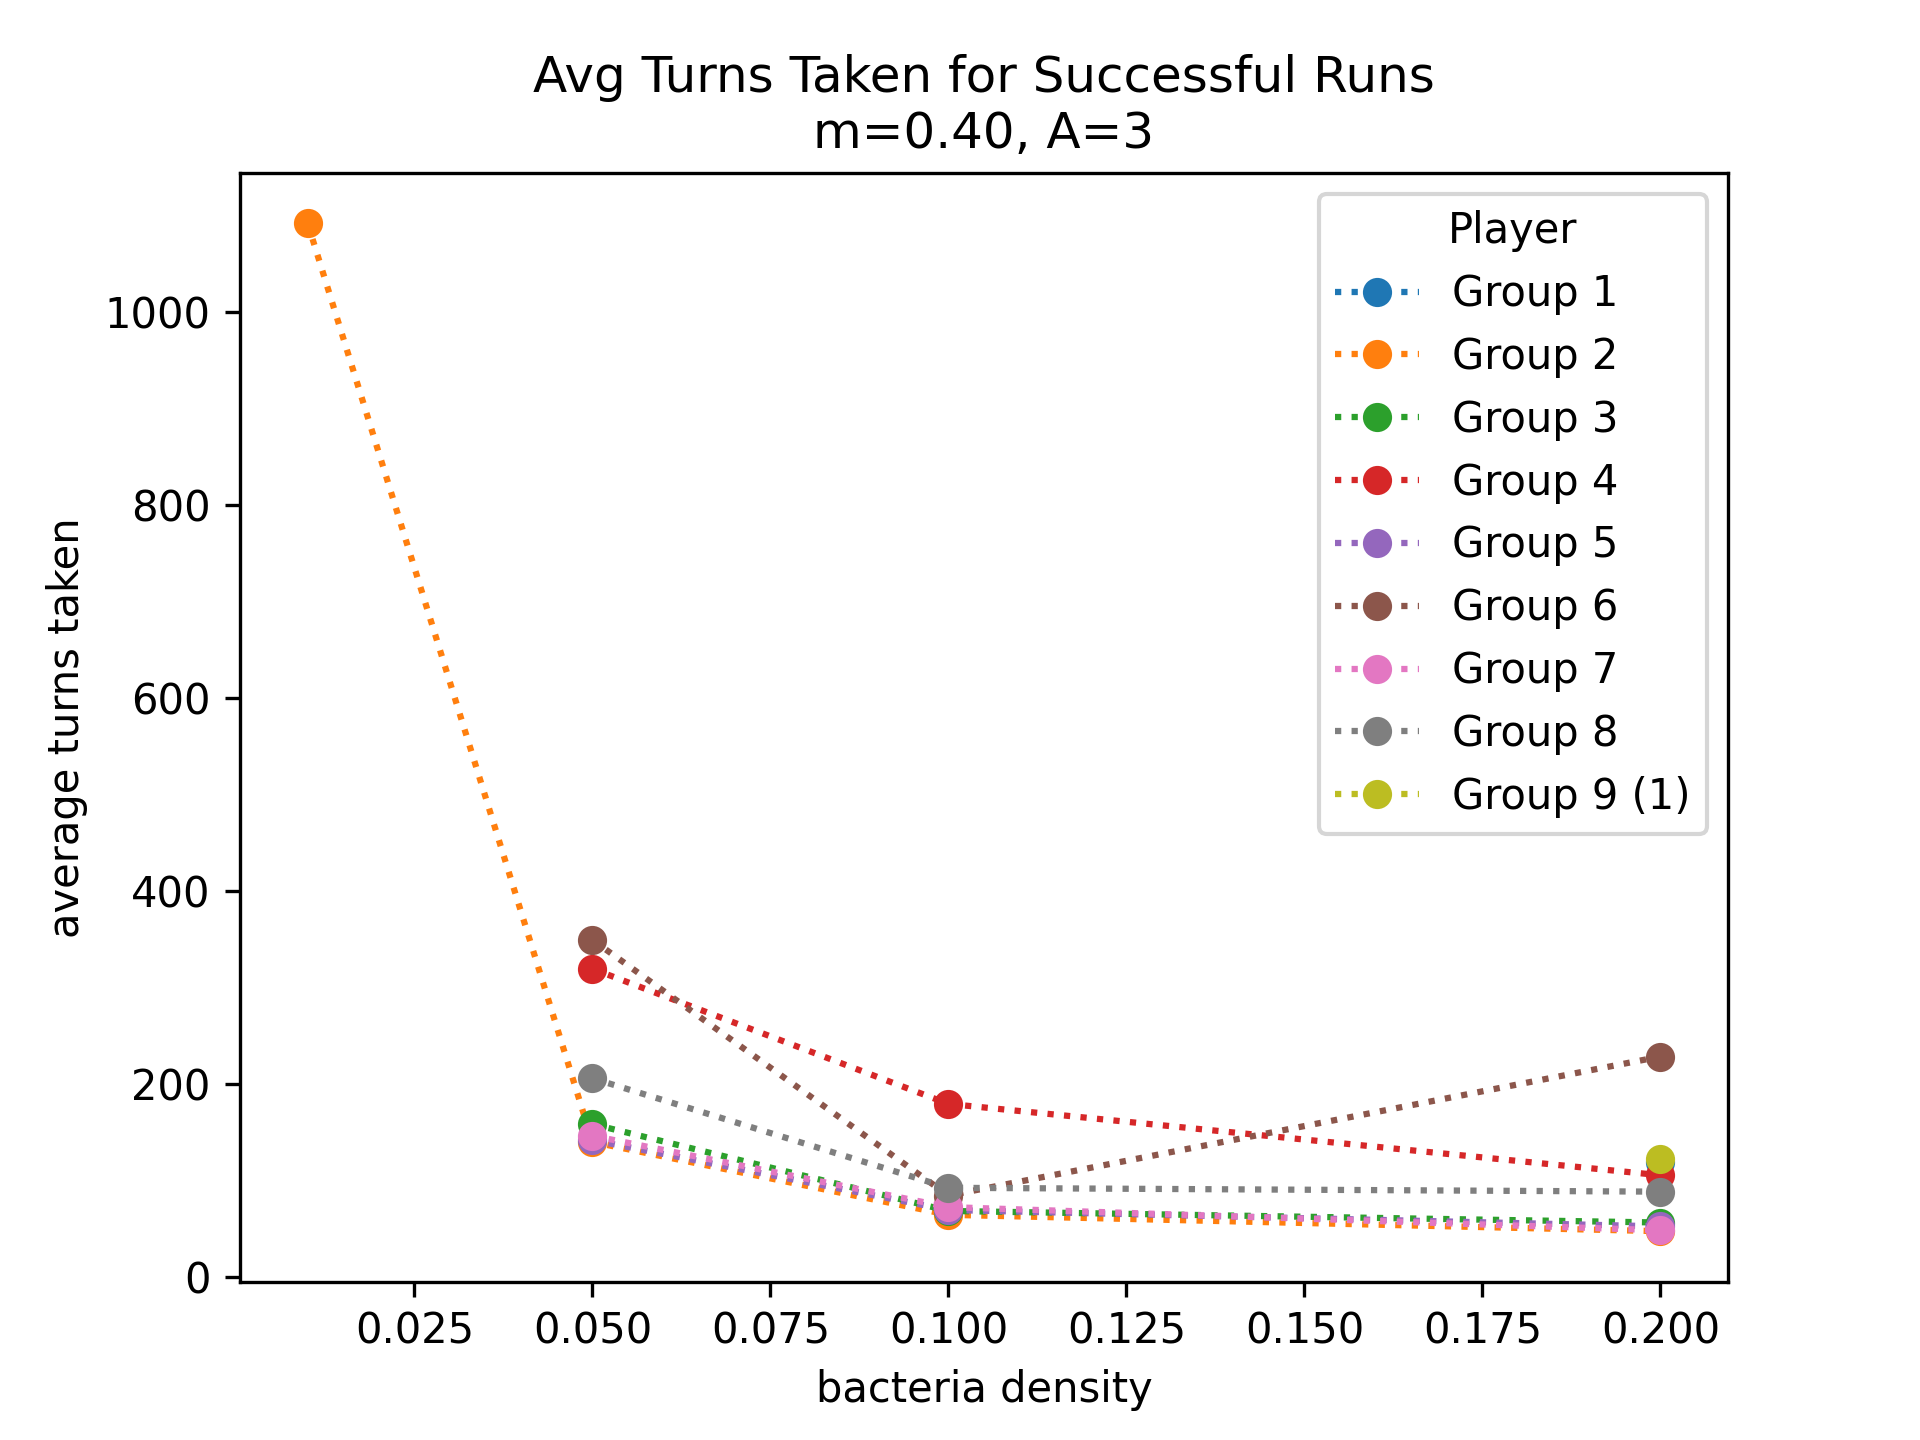 Avg Turns Taken for Successful Runs
m=0.40, A=3
Player
Group 1
Group 2
Group 3
Group 4
Group 5
Group 6
Group 7
Group 8
Group 9 (1)
1000
800
600
400
200
0
average turns taken
0.025 0.050 0.075 0.100 0.125 0.150 0.175 0.200
bacteria density